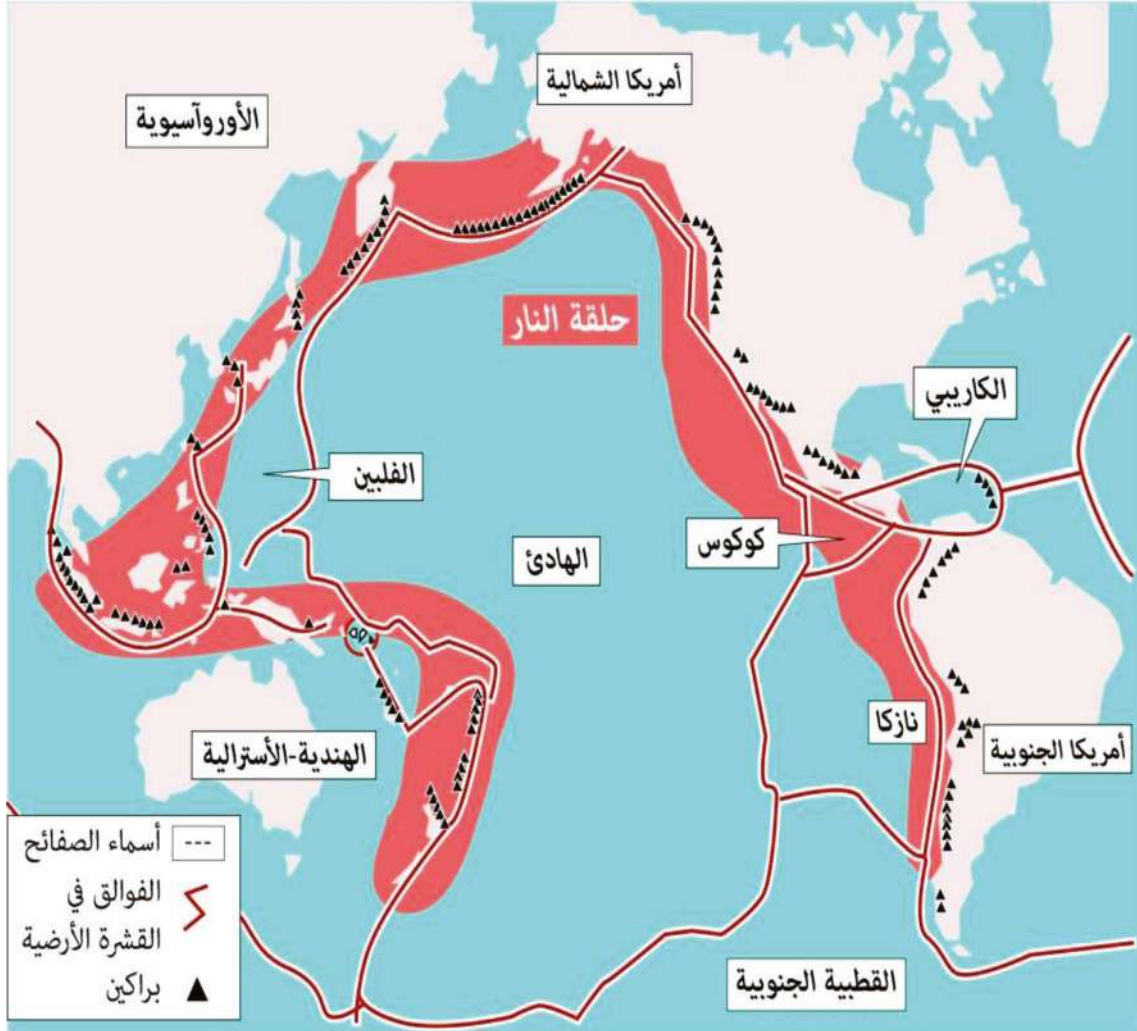 أمريكا الشمالية
الأوروآسيوية
حلقة النار
الكاريبي
الفلبين
كوكوس
الهادئ
نازكا
أمريكا الجنوبية
الهندية-الأسترالية
القطبية الجنوبية
أسماء الصفائح
الفوالق في
القشرة الأرضية
براكين